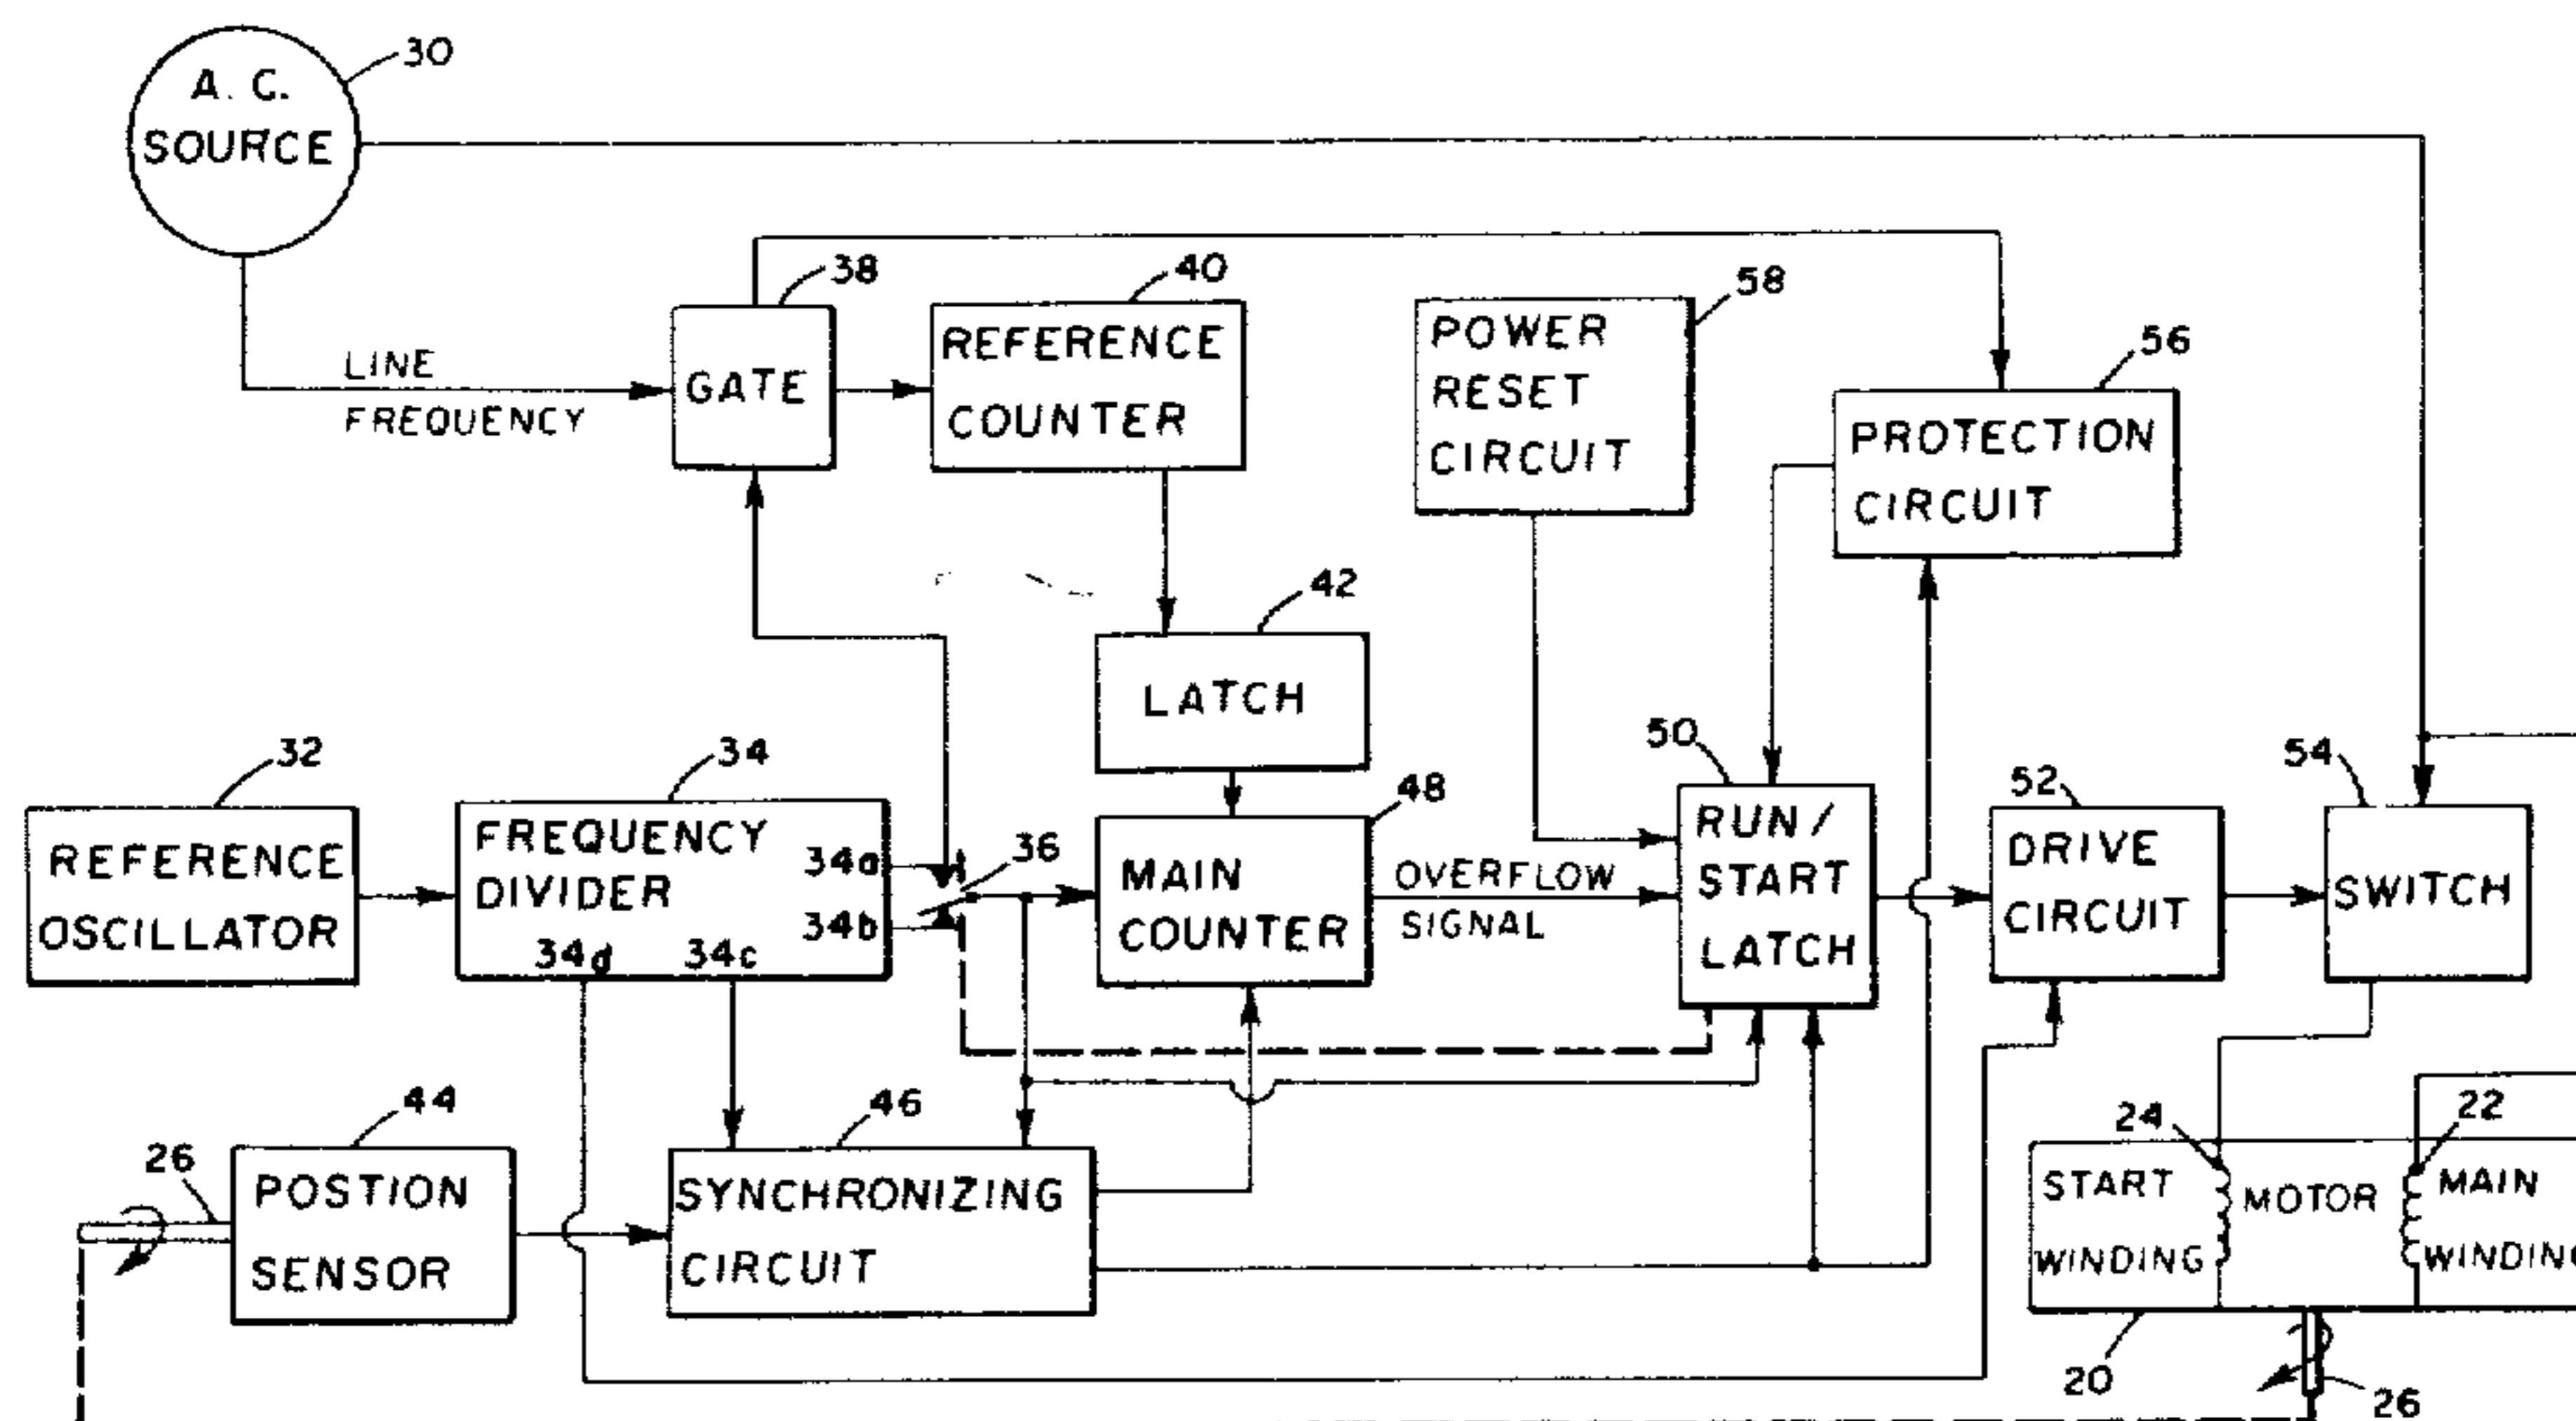 30
A. C.
SOURCE
LINE
FREQUENCY
38
GATE
40
REFERENCE
COUNTER
58
POWER
RESET
CIRCUIT
56
PROTECTION
CIRCUIT
42
LATCH
32
REFERENCE
OSCILLATOR
34
FREQUENCY
DIVIDER
34a
34b
34c
34d
36
48
MAIN
COUNTER
OVERFLOW
SIGNAL
50
RUN/
START
LATCH
52
DRIVE
CIRCUIT
54
SWITCH
26
44
POSTION
SENSOR
46
SYNCHRONIZING
CIRCUIT
24
22
START
WINDING
MOTOR
MAIN
WINDING
20
26